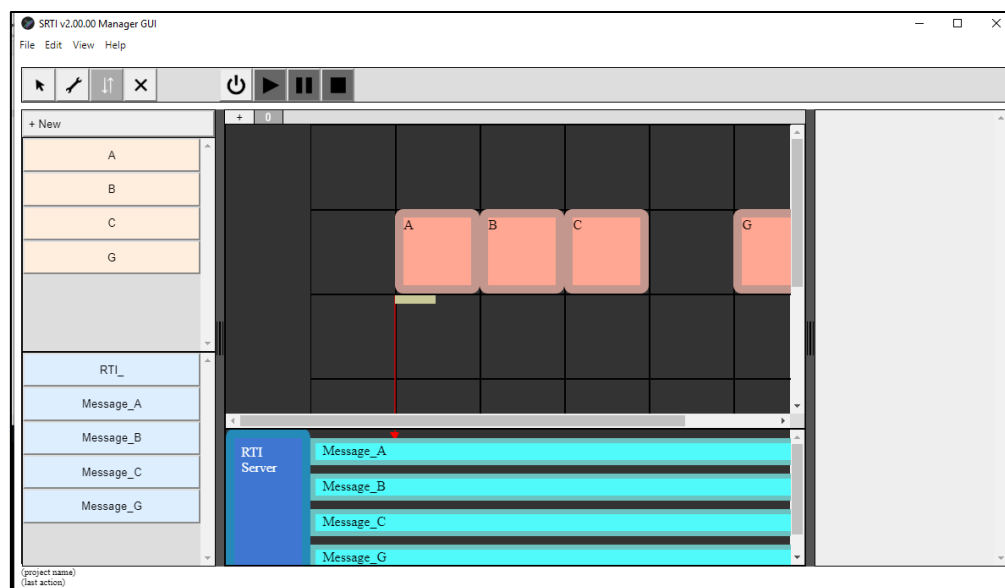 SRTI v2.00.00 Manager GUI
File Edit View Help
+ New
A
B
C
G
RTI_
Message_A
Message_B
Message_C
Message_G
+ 0
A B C G
RTI
Server
Message_A
Message_B
Message_C
Message_G
(project name)
(last action)